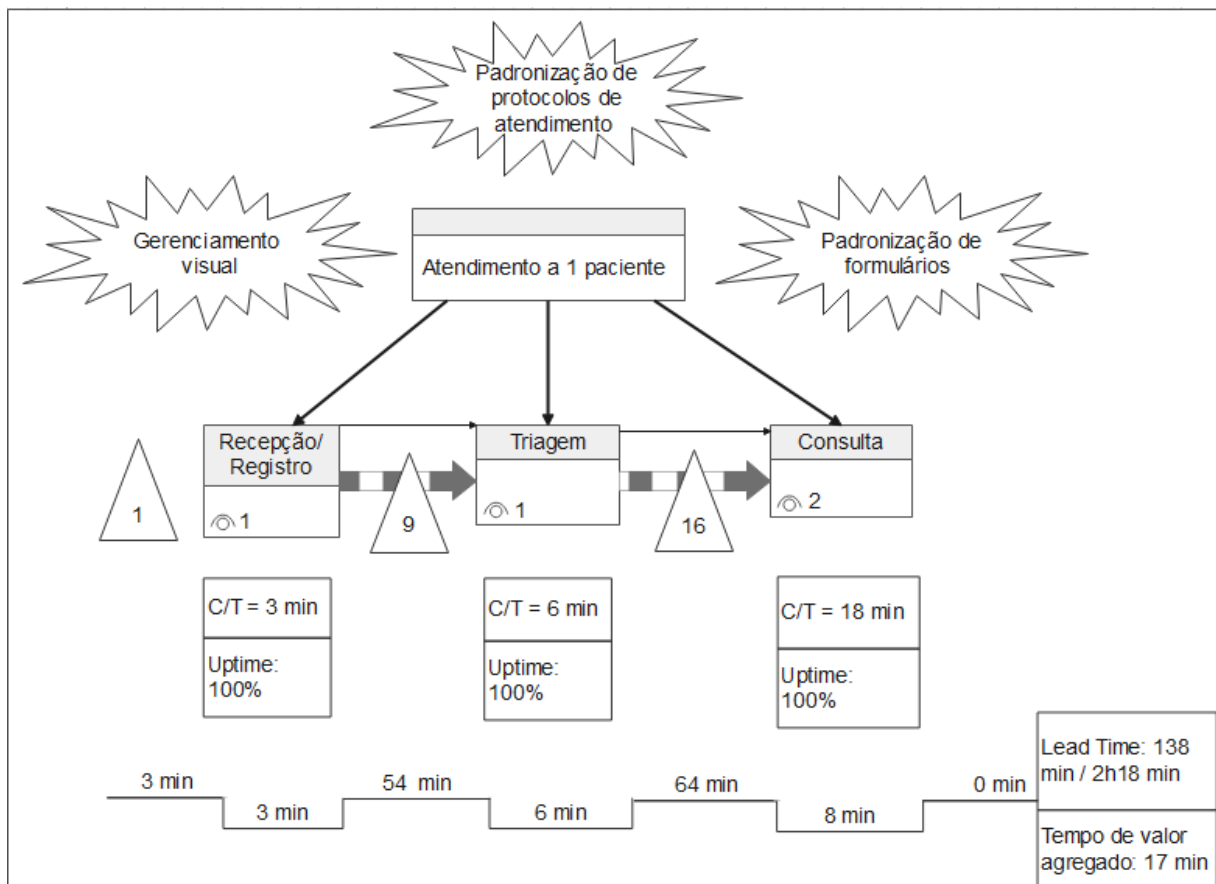 Padronização de
protocolos de
atendimento
Gerenciamento
visual
Padronização de
formulários
Atendimento a 1 paciente
Recepção/
Registro
Triagem
Consulta
1
1
9
1
16
2
C/T = 3 min
C/T = 6 min
C/T = 18 min
Uptime:
100%
Uptime:
100%
Uptime:
100%
3 min
3 min
54 min
6 min
64 min
8 min
0 min
Lead Time: 138
min / 2h18 min
Tempo de valor
agregado: 17 min